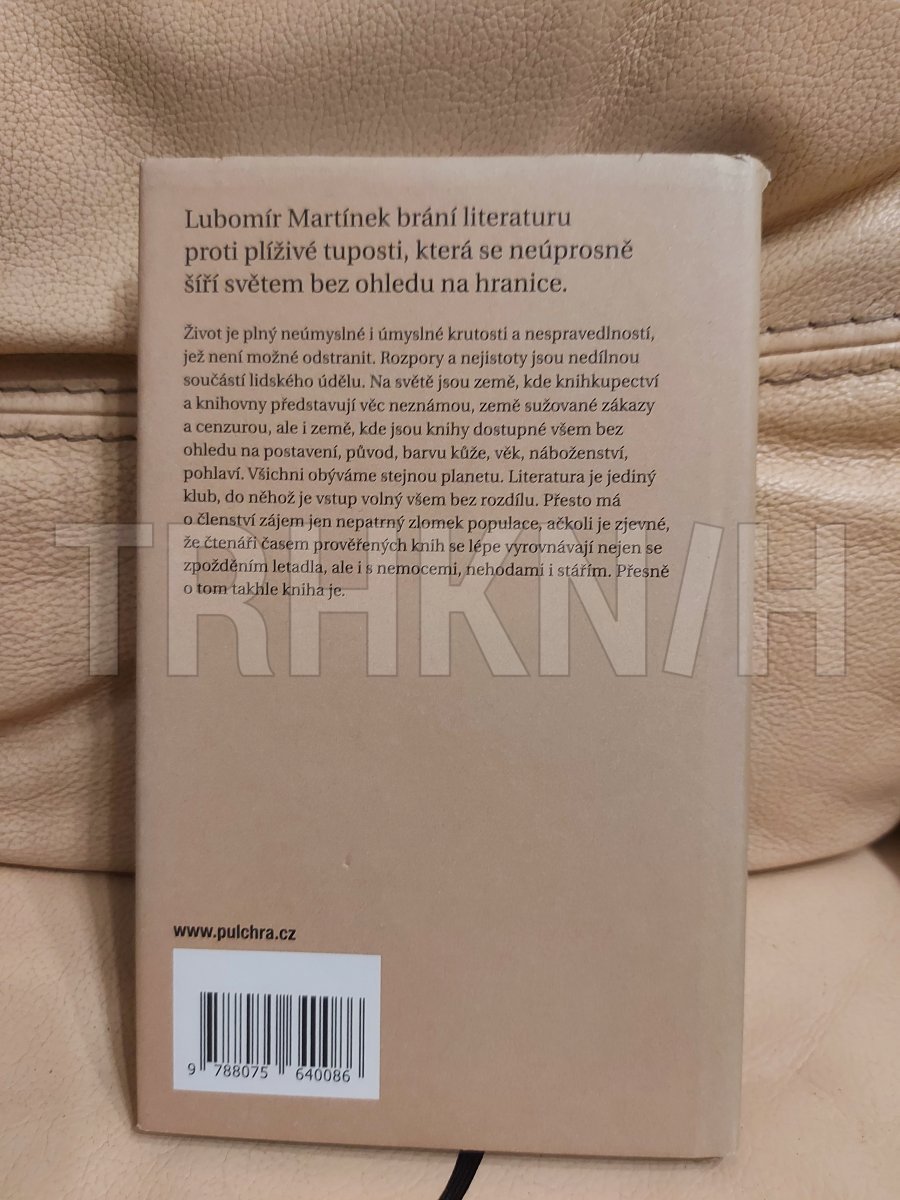 Lubomír Martínek brání literaturu
proti plíživé tuposti, která se neúprosně
šíří světem bez ohledu na hranice.
Život je plný neúmyslné i úmyslné krutosti a nespravedlností,
jež není možné odstranit. Rozpory a nejistoty jsou nedílnou
součástí lidského údělu. Na světě jsou země, kde knihkupectví
a knihovny představují věc neznámou, země sužované zákazy
a cenzurou, ale i země, kde jsou knihy dostupné všem bez
ohledu na postavení, původ, barvu kůže, věk, náboženství,
pohlaví. Všichni obýváme stejnou planetu. Literatura je jediný
klub, do něhož je vstup volný všem bez rozdílu. Přesto má
o členství zájem jen nepatrný zlomek populace, ačkoli je zjevné,
že čtenáři časem prověřených knih se lépe vyrovnávají nejen se
zpožděním letadla, ale i s nemocemi, nehodami i stářím. Přesně
o tom takhle kniha je.
TRHKN/H
www.pulchra.cz
9 788075 640086